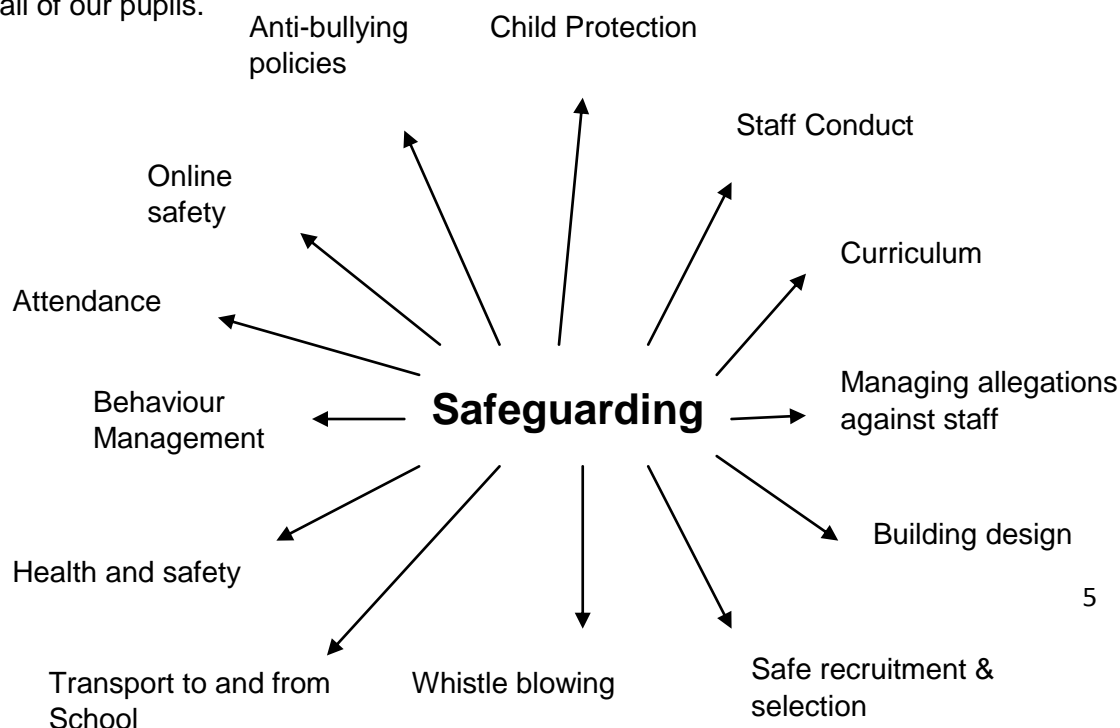 all of our pupils.
Anti-bullying
policies
Child Protection
Staff Conduct
Online
safety
Curriculum
Attendance
Managing allegations
against staff
Behaviour
Management
Safeguarding
Building design
Health and safety
5
Transport to and from
School
Whistle blowing
Safe recruitment &
selection